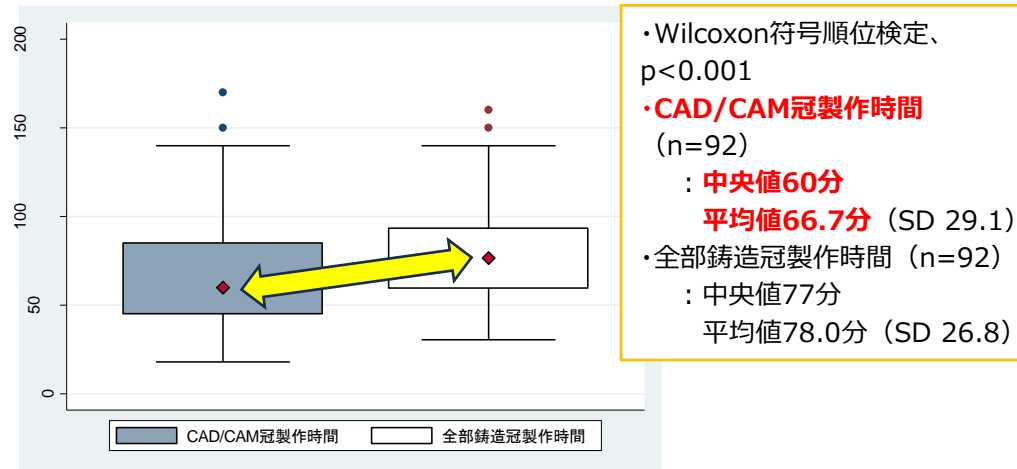 200
150
100
50
0
CAD/CAM冠製作時間 全部鋳造冠製作時間
・Wilcoxon符号順位検定、
p<0.001
・CAD/CAM冠製作時間
（n=92）
：中央値60分
平均値66.7分（SD 29.1）
・全部鋳造冠製作時間（n=92）
：中央値77分
平均値78.0分（SD 26.8）